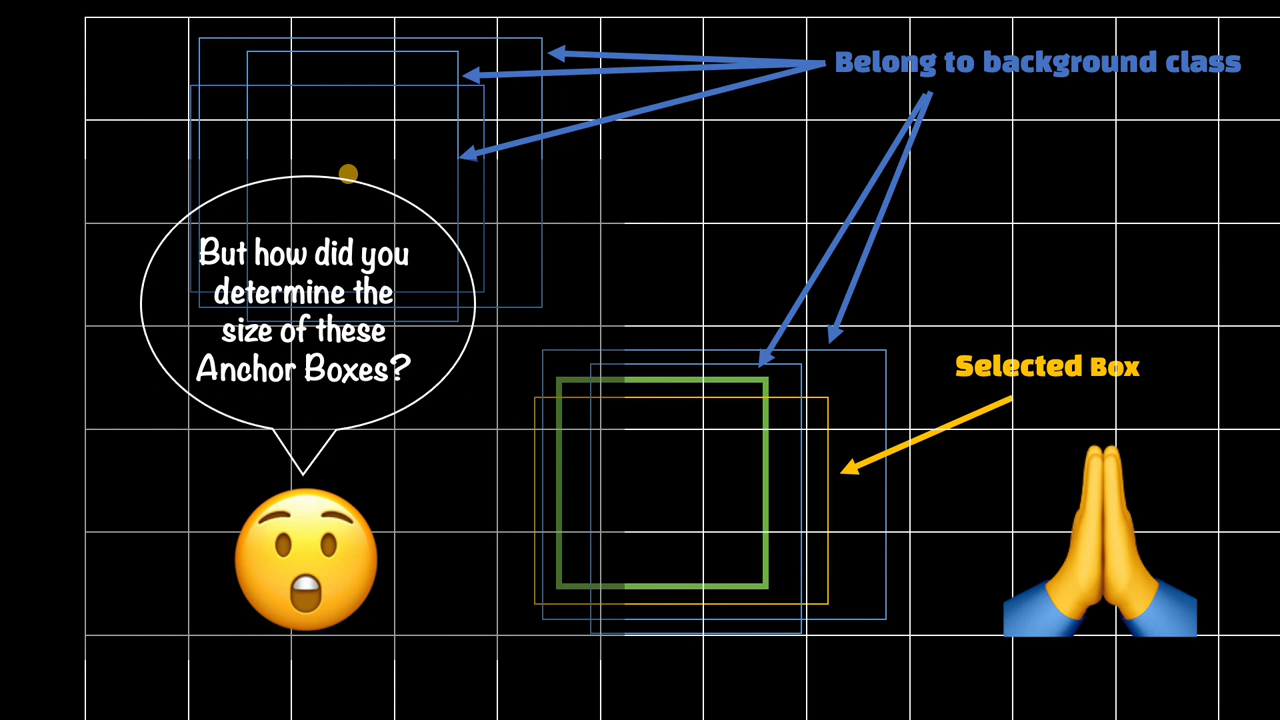 Belong to background class
But how did you
determine the
size of these
Anchor Boxes?
Selected Box